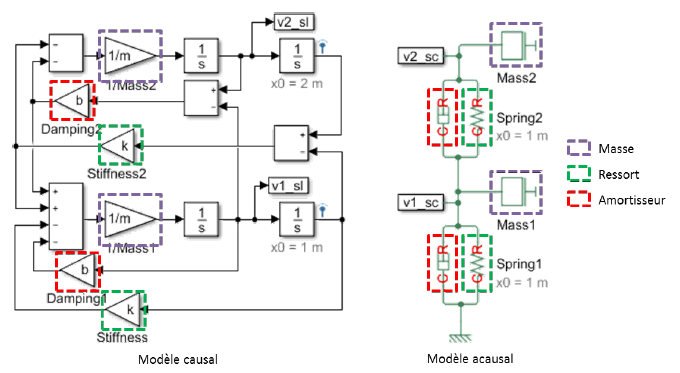 v2_sl
1/m
1
s
1
s
1/Mass2
x0 = 2 m
b
Damping2
k
Stiffness2
v1_sl
1/m
1
s
1
s
1/Mass1
x0 = 1 m
b
Damping1
k
Stiffness
Modèle causal
v2_sc
Mass2
R
R
C
C
Spring2
x0 = 1 m
v1_sc
Mass1
R
R
C
C
Spring1
x0 = 1 m
Modèle acausal
Masse
Ressort
Amortisseur